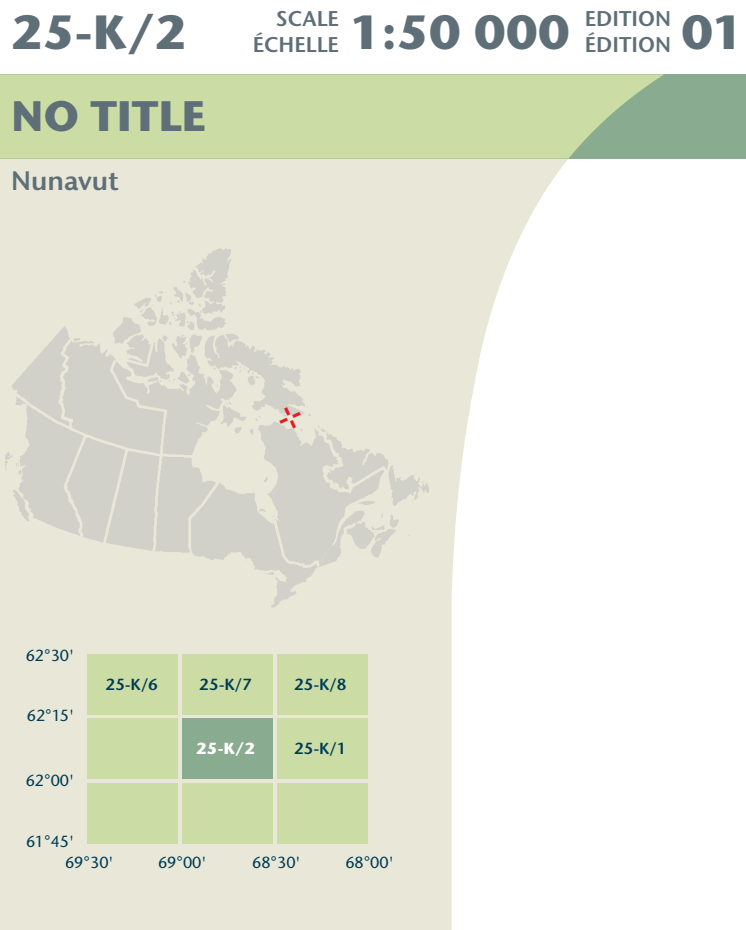 25-K/2 SCALE ÉCHELLE 1:50 000 EDITION ÉDITION 01
NO TITLE
Nunavut
62°30'
25-K/6 25-K/7 25-K/8
62°15'
25-K/2 25-K/1
62°00'
61°45'
69°30' 69°00' 68°30' 68°00'